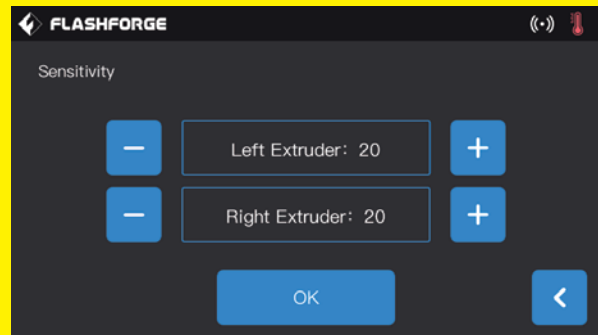 FLASHFORGE
Sensitivity
Left Extruder: 20
Right Extruder: 20
OK